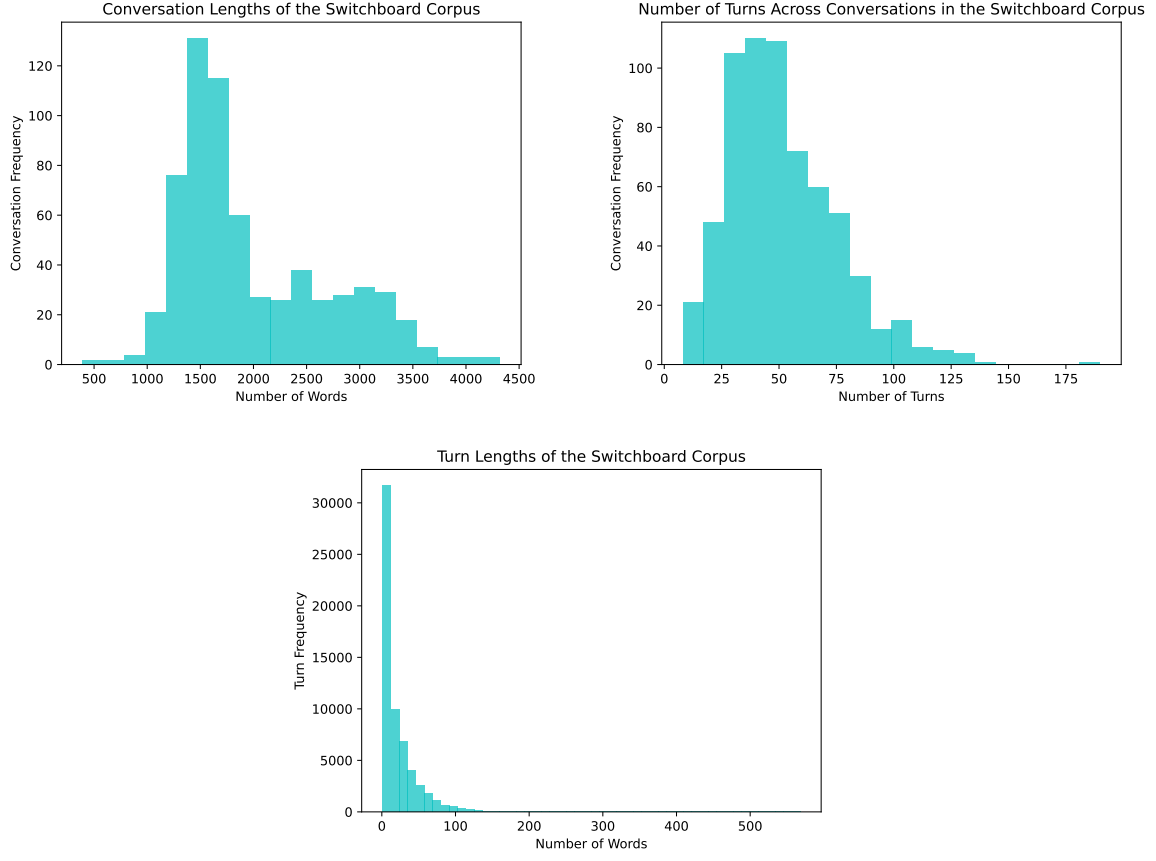 Conversation Lengths of the Switchboard Corpus
Conversation Frequency
120
100
80
60
40
20
0
500 1000 1500 2000 2500 3000 3500 4000 4500
Number of Words
Number of Turns Across Conversations in the Switchboard Corpus
Conversation Frequency
100
80
60
40
20
0
0 25 50 75 100 125 150 175
Number of Turns
Turn Lengths of the Switchboard Corpus
Turn Frequency
30000
25000
20000
15000
10000
5000
0
0 100 200 300 400 500
Number of Words